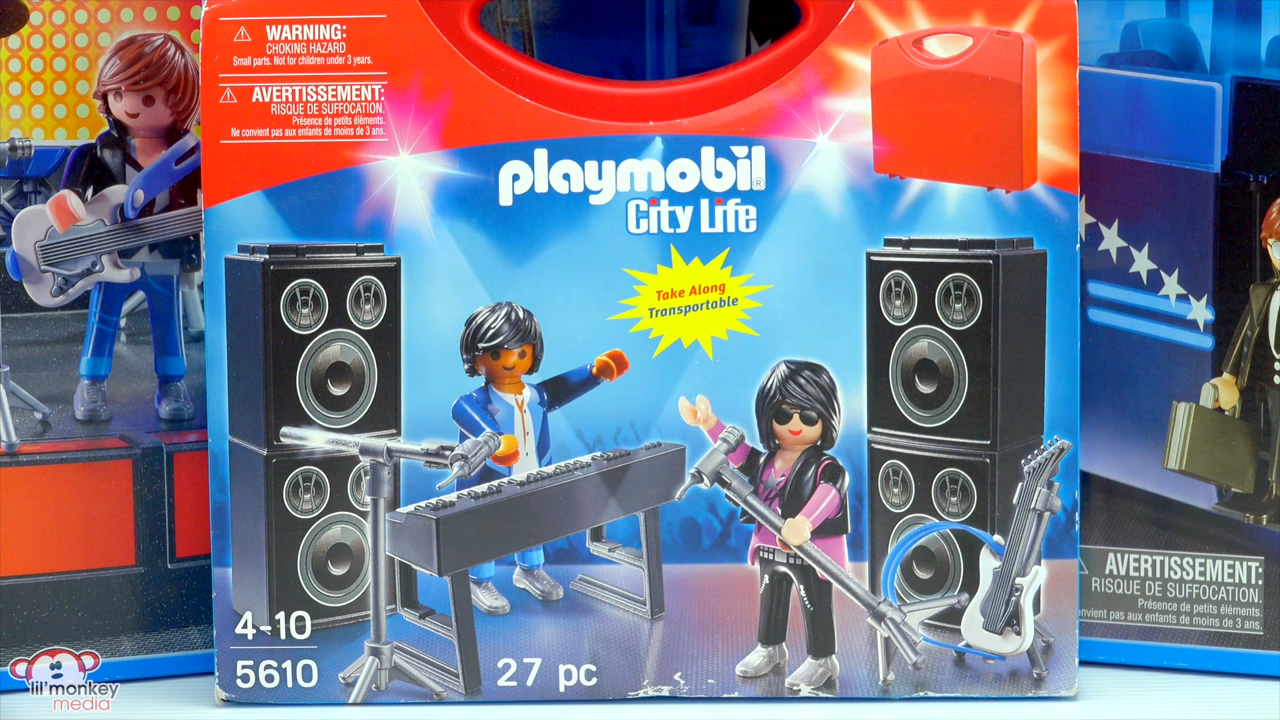 WARNING:
CHOKING HAZARD
Small parts. Not for children under 3 years.
AVERTISSEMENT:
RISQUE DE SUFFOCATION.
Présence de petits éléments.
Ne convient pas aux enfants de moins de 3 ans.
playmobil®
City Life
Take Along
Transportable
4-10
5610
27 pc
AVERTISSEMENT:
RISQUE DE SUFFOCATION.
Présence de petits éléments.
convient pas aux enfants de moins de 3 ans.
lil'monkey
media